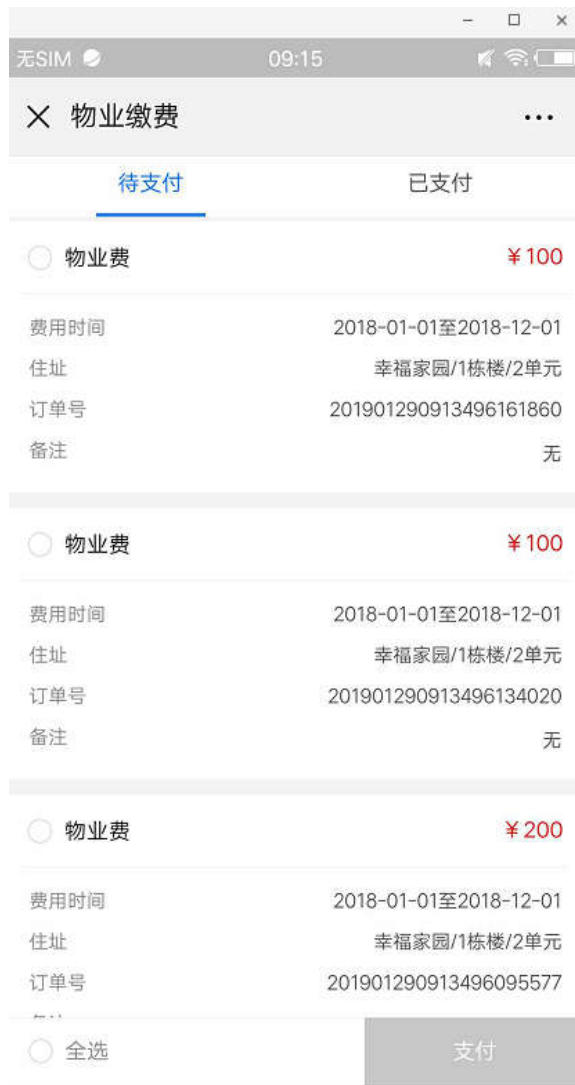 无SIM 09:15
物业缴费
待支付 已支付
物业费 ¥100
费用时间 2018-01-01至2018-12-01
住址 幸福家园/1栋楼/2单元
订单号 201901290913496161860
备注 无
物业费 ¥100
费用时间 2018-01-01至2018-12-01
住址 幸福家园/1栋楼/2单元
订单号 201901290913496134020
备注 无
物业费 ¥200
费用时间 2018-01-01至2018-12-01
住址 幸福家园/1栋楼/2单元
订单号 201901290913496095577
全选 支付